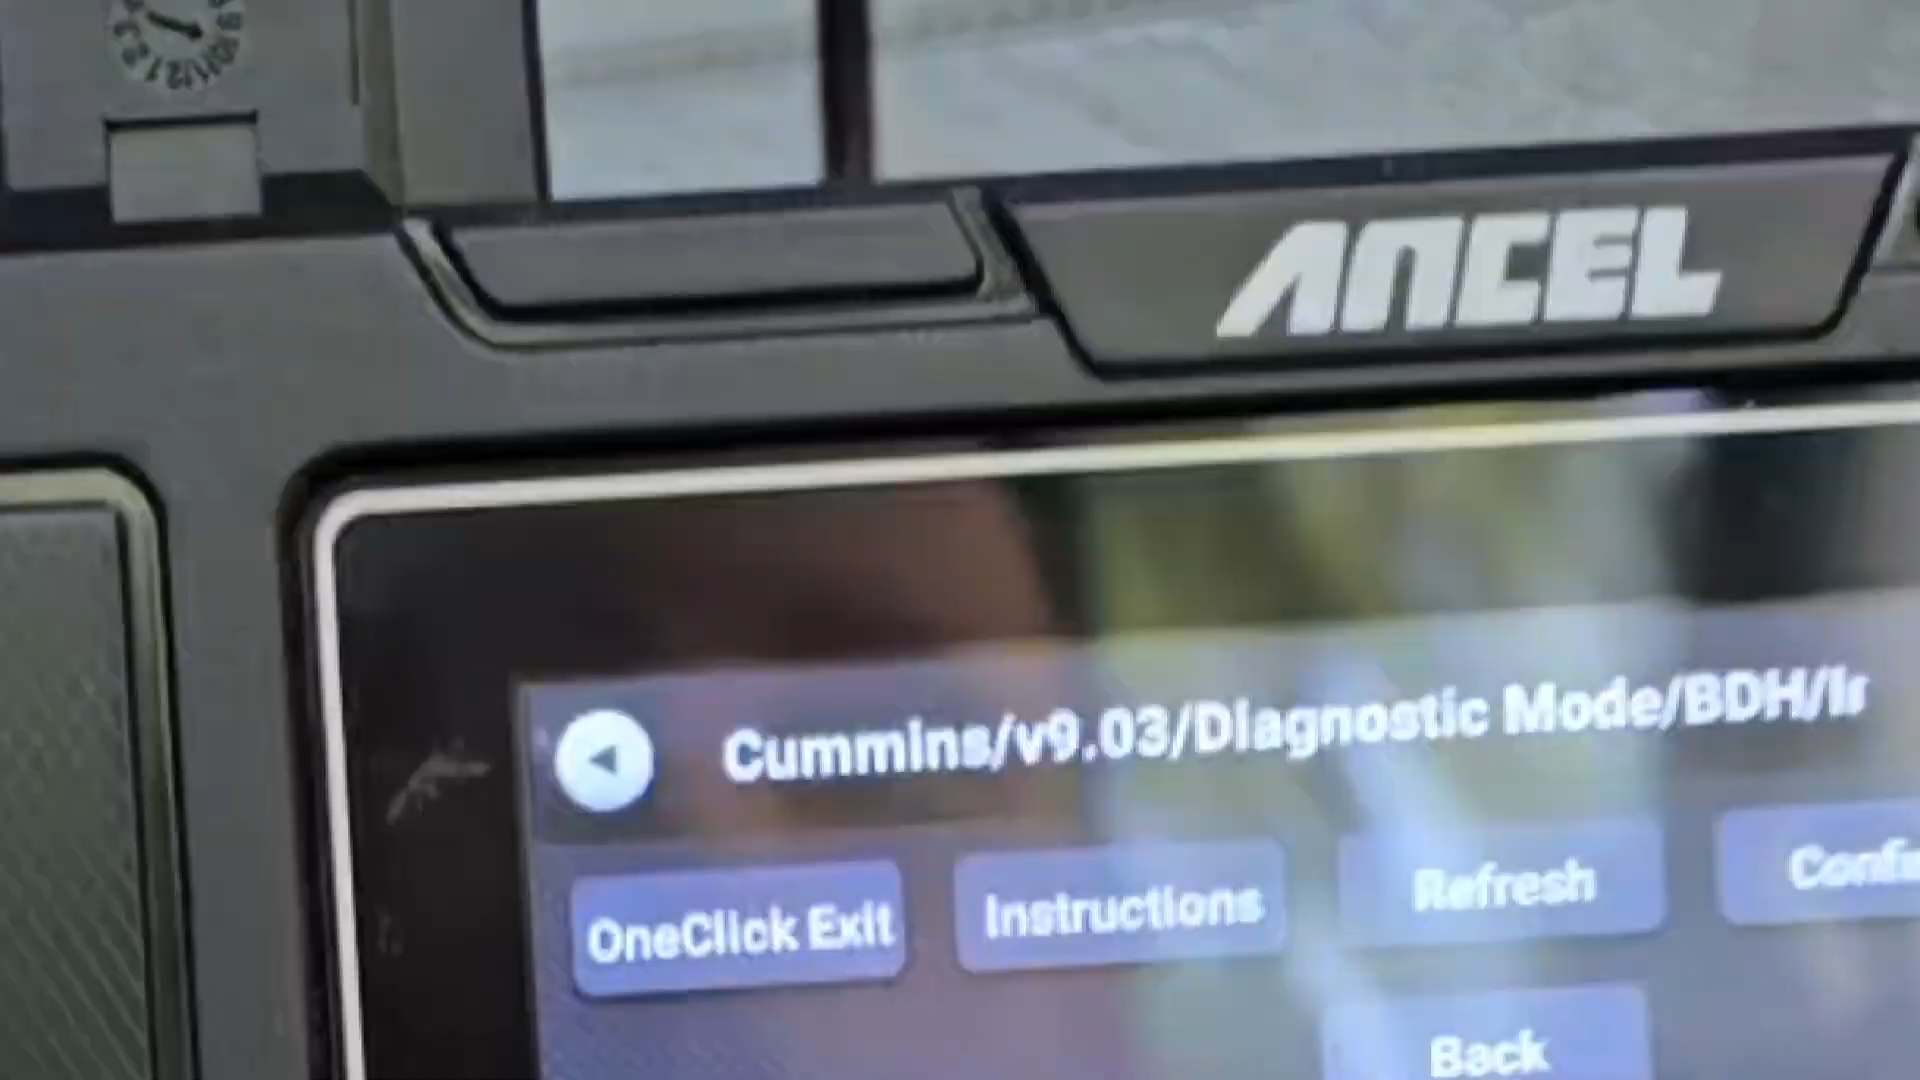 ANCEL
Cummins/v9.03/Diagnostic Mode/BDH/
OneClick Exit
Instructions
Refresh
Back